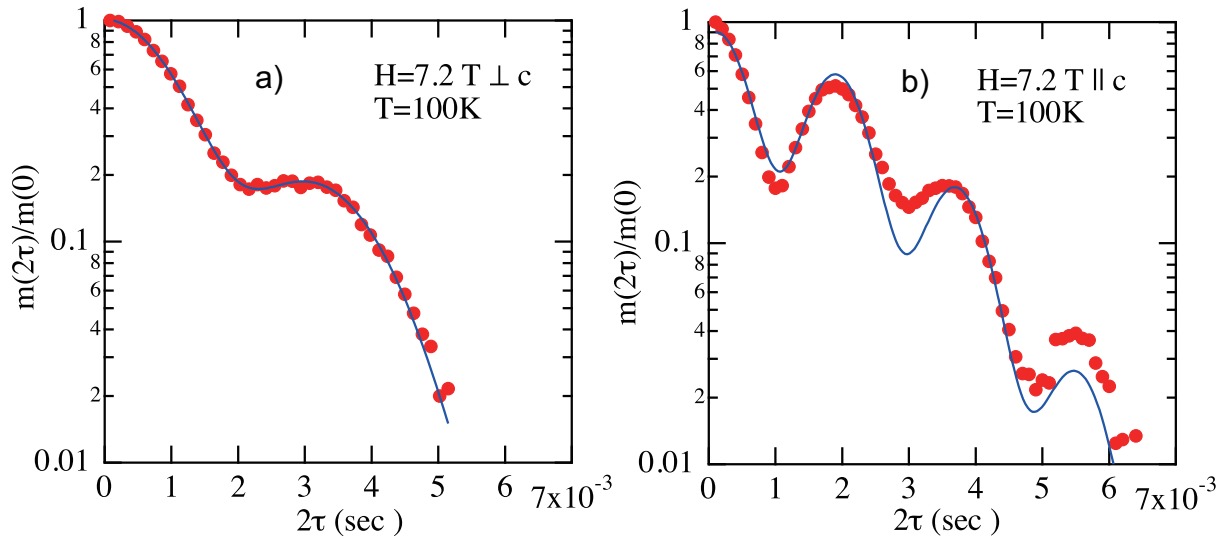 a)
H=7.2 T ⊥ c
T=100K
m(2τ)/m(0)
1
8
6
4
2
0.1
8
6
4
2
0.01
0 1 2 3 4 5 6 7x10⁻³
2τ (sec )
b)
H=7.2 T || c
T=100K
m(2τ)/m(0)
1
8
6
4
2
0.1
8
6
4
2
0.01
0 1 2 3 4 5 6 7x10⁻³
2τ (sec )